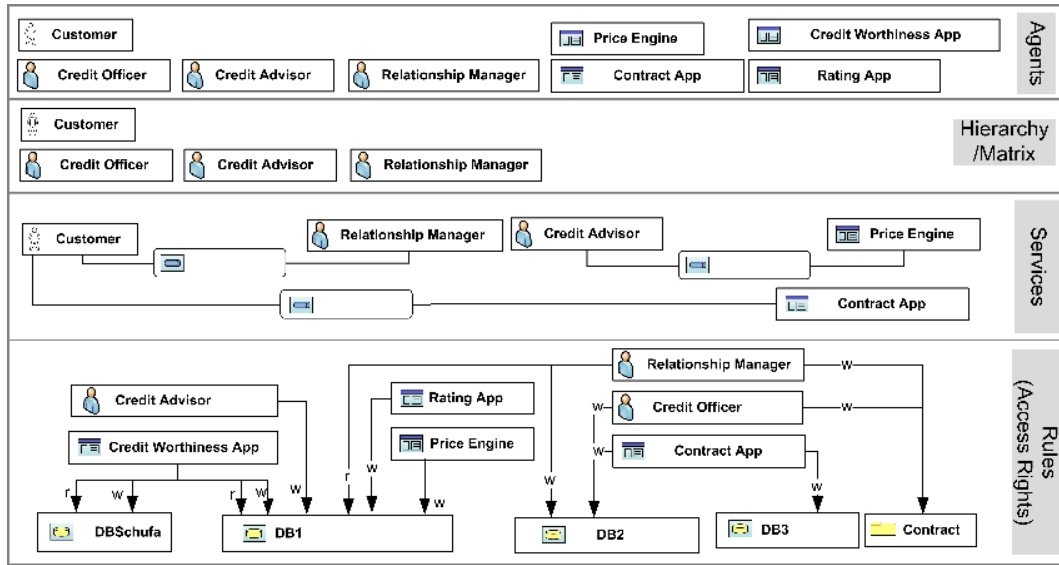 Customer
Price Engine
Credit Worthiness App
Credit Officer
Credit Advisor
Relationship Manager
Contract App
Rating App
Agents
Customer
Credit Officer
Credit Advisor
Relationship Manager
Hierarchy
/Matrix
Customer
Relationship Manager
Credit Advisor
Price Engine
Contract App
Services
Relationship Manager
w
Credit Advisor
Rating App
w
Credit Officer
w
Credit Worthiness App
Price Engine
w
Contract App
w
r
w
r
w
w
r
w
w
w
w
DBSchufa
DB1
DB2
DB3
Contract
Rules
(Access Rights)